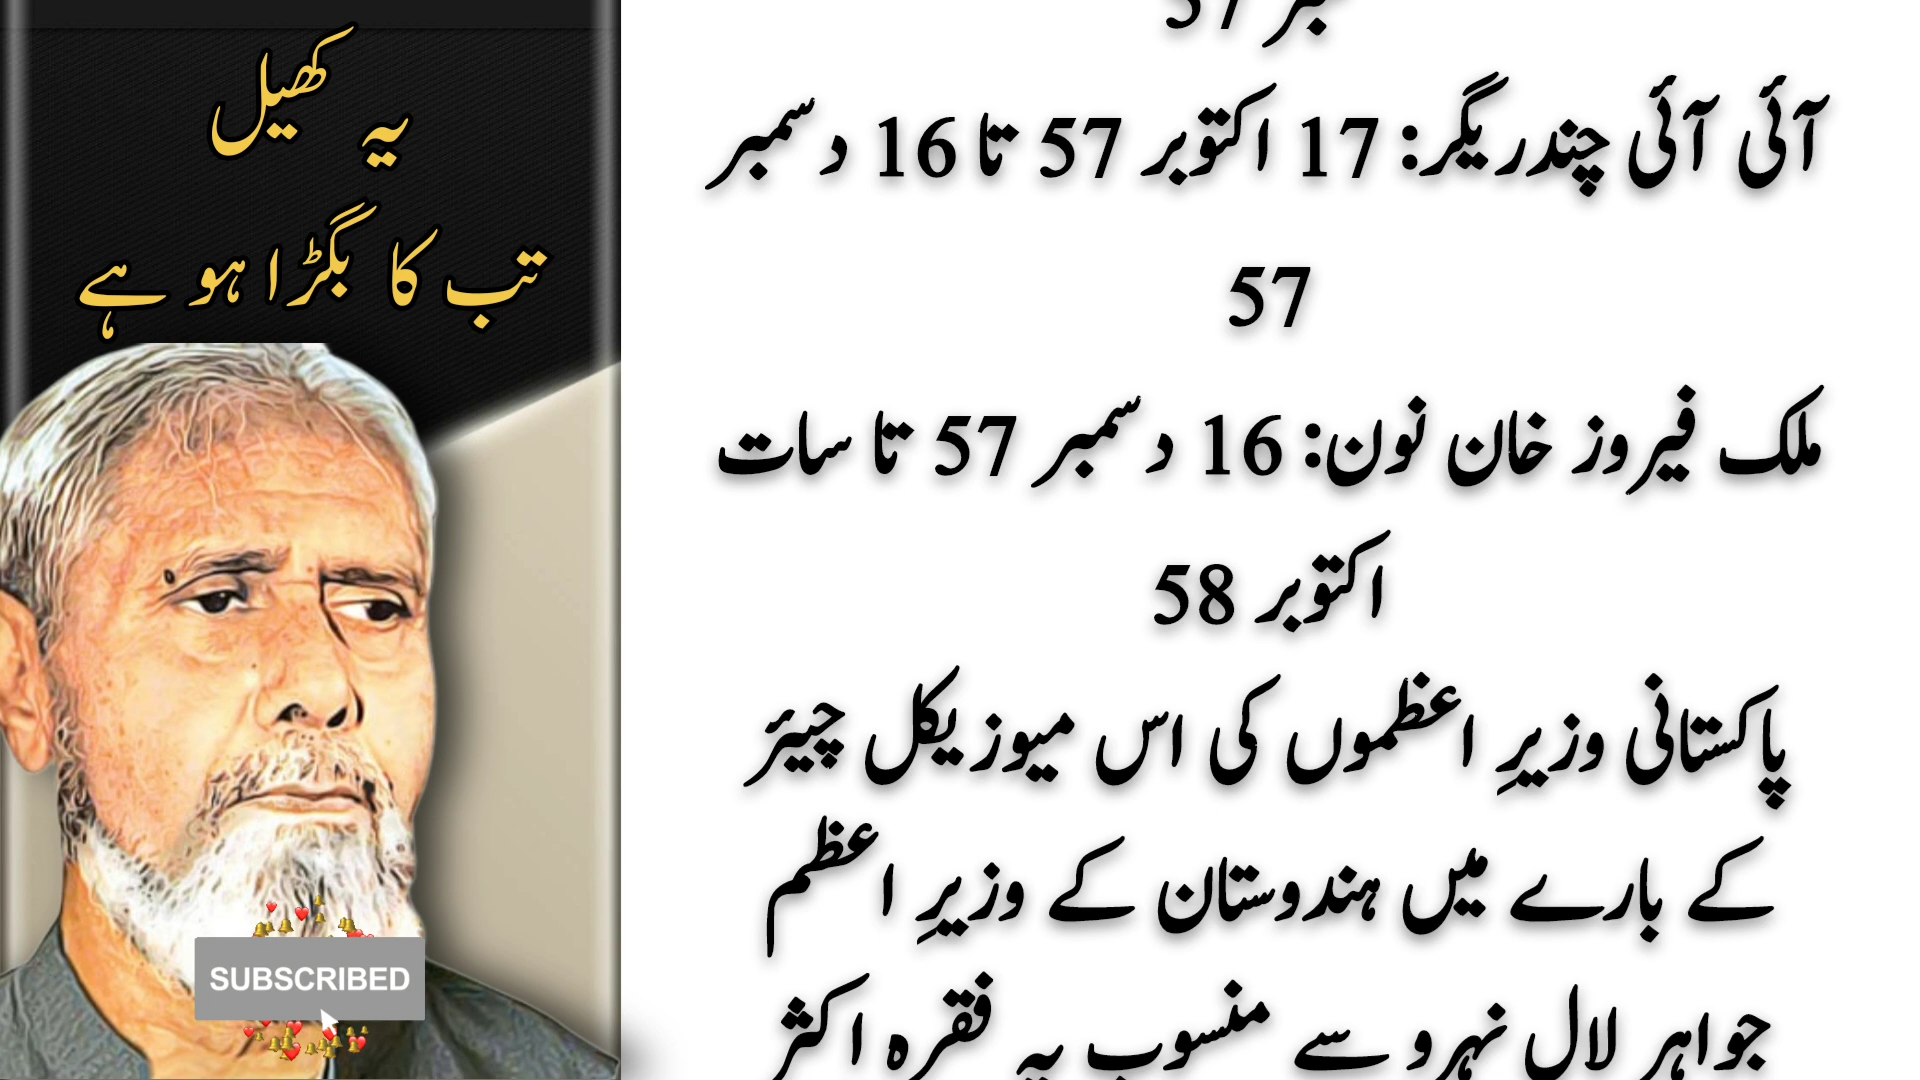 یہ کھیل
تب کا بگڑا ہو ہے
SUBSCRIBED
57
آئی آئی چندریگر: 17 اکتوبر 57 تا 16 دسمبر
57
ملک فیروز خان نون: 16 دسمبر 57 تا سات
اکتوبر 58
پاکستانی وزیرِ اعظموں کی اس میوزیکل چیئر
کے بارے میں ہندوستان کے وزیرِ اعظم
جواہر لال نہرو سے منسوب یہ فقرہ اکثر